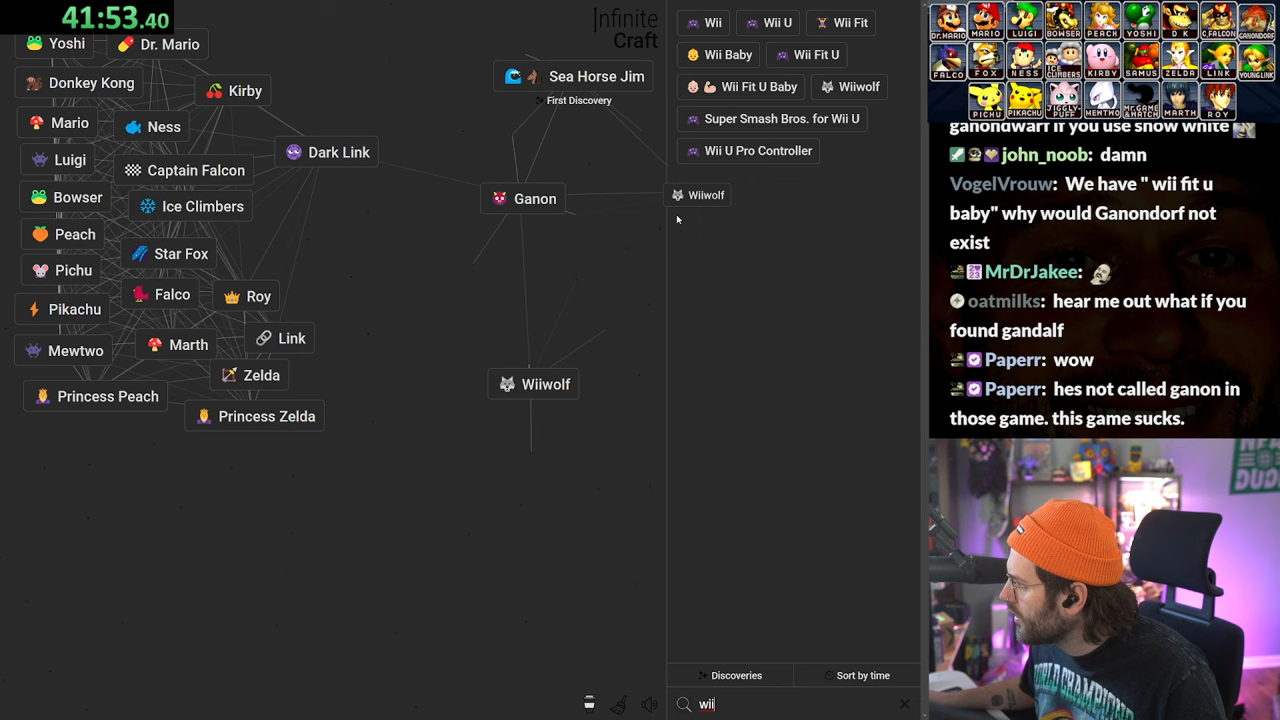 41:53.40
Infinite
Craft
Yoshi
Dr. Mario
Donkey Kong
Kirby
Mario
Ness
Luigi
Captain Falcon
Dark Link
Bowser
Ice Climbers
Peach
Star Fox
Pichu
Falco
Roy
Pikachu
Marth
Link
Mewtwo
Zelda
Princess Peach
Princess Zelda
Sea Horse Jim
First Discovery
Ganon
Wiiwolf
Wiiwolf
Wii
Wii U
Wii Fit
Wii Baby
Wii Fit U
Wii Fit U Baby
Wiiwolf
Super Smash Bros. for Wii U
Wii U Pro Controller
Discoveries
Sort by time
wii
DR.MARIO MARIO LUIGI BOWSER PEACH YOSHI D K C.FALCON GANONDORF
FALCO FOX NESS ICE CLIMBERS KIRBY SAMUS ZELDA LINK YOUNG LINK
PICHU PIKACHU JIGGLY-PUFF MEWTWO MR.GAME & WATCH MARTH ROY
ganondwarf if you use snow white
john_noob: damn
VogelVrouw: We have " wii fit u
baby" why would Ganondorf not
exist
MrDrJakee:
oatmilks: hear me out what if you
found gandalf
Paperr: wow
Paperr: hes not called ganon in
those game. this game sucks.
WORLD CHAMPIONS